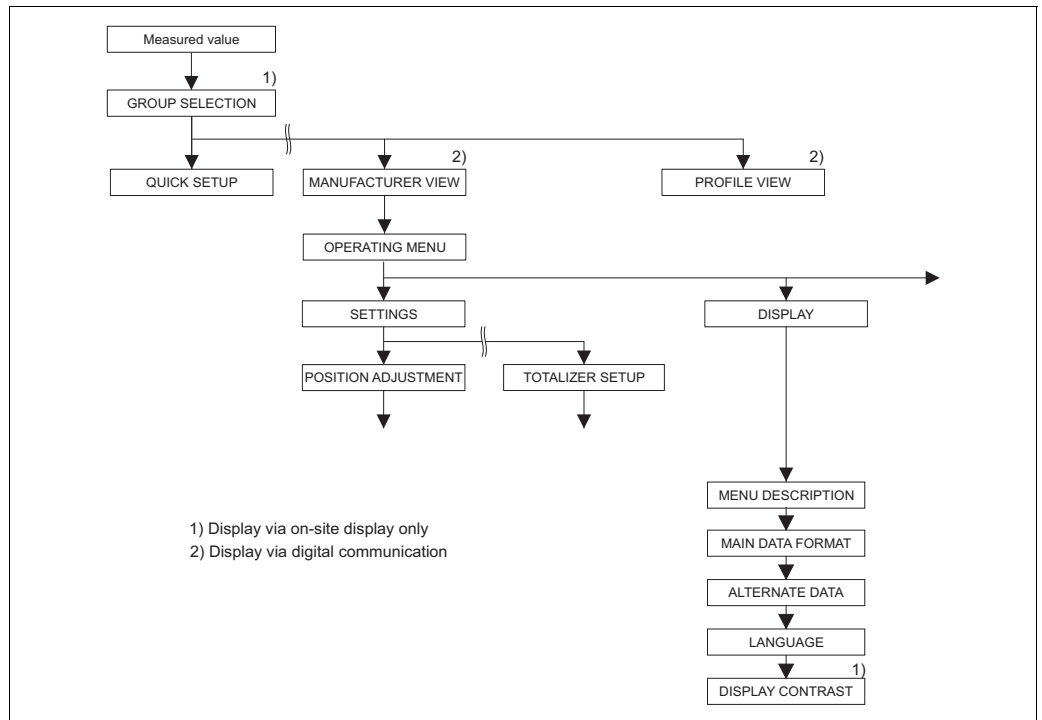 Measured value
1)
GROUP SELECTION
2)
2)
QUICK SETUP
MANUFACTURER VIEW
PROFILE VIEW
OPERATING MENU
SETTINGS
DISPLAY
POSITION ADJUSTMENT
TOTALIZER SETUP
MENU DESCRIPTION
1) Display via on-site display only
MAIN DATA FORMAT
2) Display via digital communication
ALTERNATE DATA
LANGUAGE
1)
DISPLAY CONTRAST